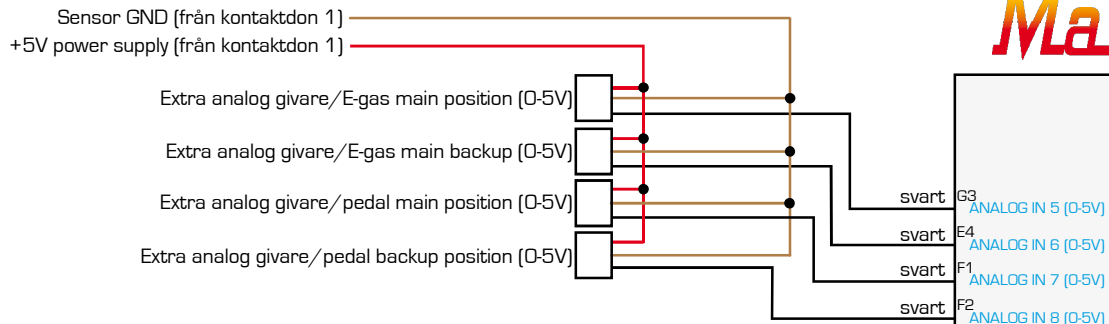 Sensor GND (från kontaktdon 1)
+5V power supply (från kontaktdon 1)
Ma
Extra analog givare/E-gas main position (0-5V)
Extra analog givare/E-gas main backup (0-5V)
Extra analog givare/pedal main position (0-5V)
Extra analog givare/pedal backup position (0-5V)
svart G3 ANALOG IN 5 (0-5V)
svart E4 ANALOG IN 6 (0-5V)
svart F1 ANALOG IN 7 (0-5V)
svart F2 ANALOG IN 8 (0-5V)